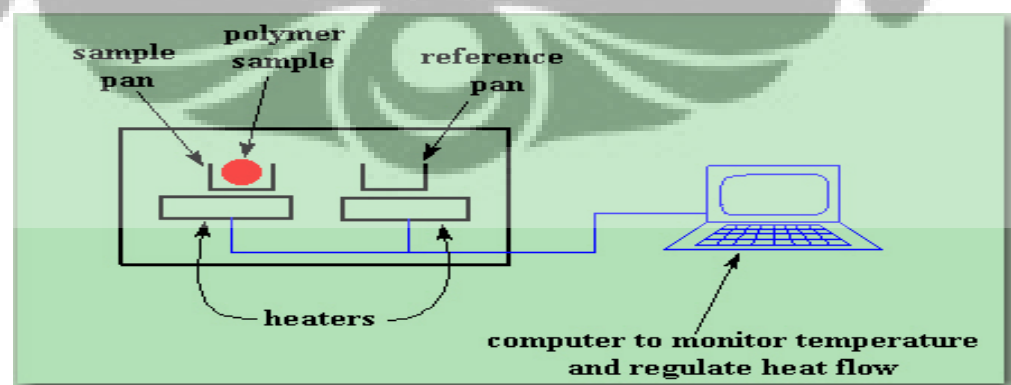 sample
pan
polymer
sample
reference
pan
heaters
computer to monitor temperature
and regulate heat flow